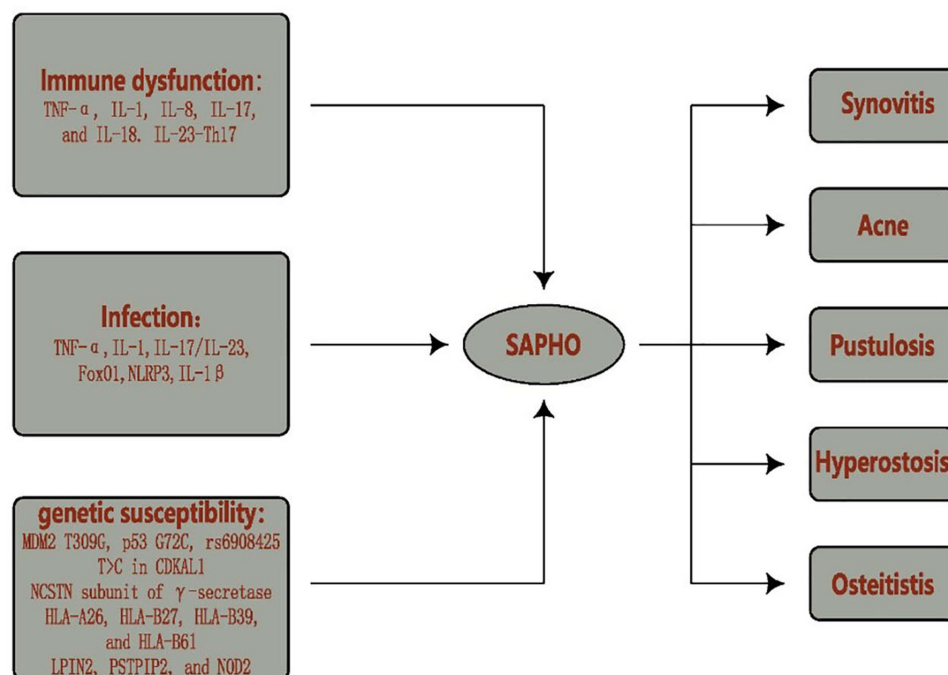 Immune dysfunction:
TNF-α, IL-1, IL-8, IL-17,
and IL-18. IL-23-Th17
Infection:
TNF-α, IL-1, IL-17/IL-23,
FoxO1, NLRP3, IL-1β
genetic susceptibility:
MDM2 T309G, p53 G72C, rs6908425
T>C in CDKAL1
NCSTN subunit of γ-secretase
HLA-A26, HLA-B27, HLA-B39,
and HLA-B61
LPIN2, PSTPIP2, and NOD2
SAPHO
Synovitis
Acne
Pustulosis
Hyperostosis
Osteitistis